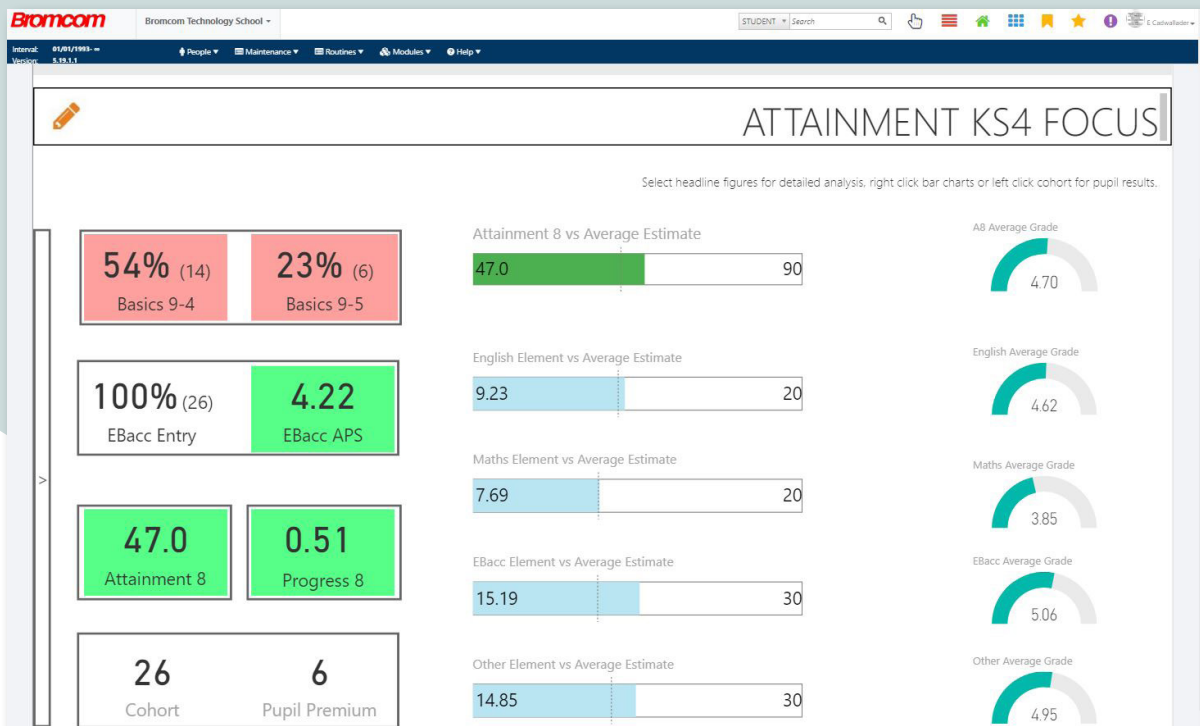 Bromcom
Bromcom Technology School
STUDENT Search
E Cadwallader
Interval: 01/01/1993- ∞
Version: 5.19.1.1
People Maintenance Routines Modules Help
ATTAINMENT KS4 FOCUS
Select headline figures for detailed analysis, right click bar charts or left click cohort for pupil results.
54% (14)
Basics 9-4
23% (6)
Basics 9-5
100% (26)
EBacc Entry
4.22
EBacc APS
47.0
Attainment 8
0.51
Progress 8
26
Cohort
6
Pupil Premium
>
Attainment 8 vs Average Estimate
47.0 90
English Element vs Average Estimate
9.23 20
Maths Element vs Average Estimate
7.69 20
EBacc Element vs Average Estimate
15.19 30
Other Element vs Average Estimate
14.85 30
A8 Average Grade
4.70
English Average Grade
4.62
Maths Average Grade
3.85
EBacc Average Grade
5.06
Other Average Grade
4.95